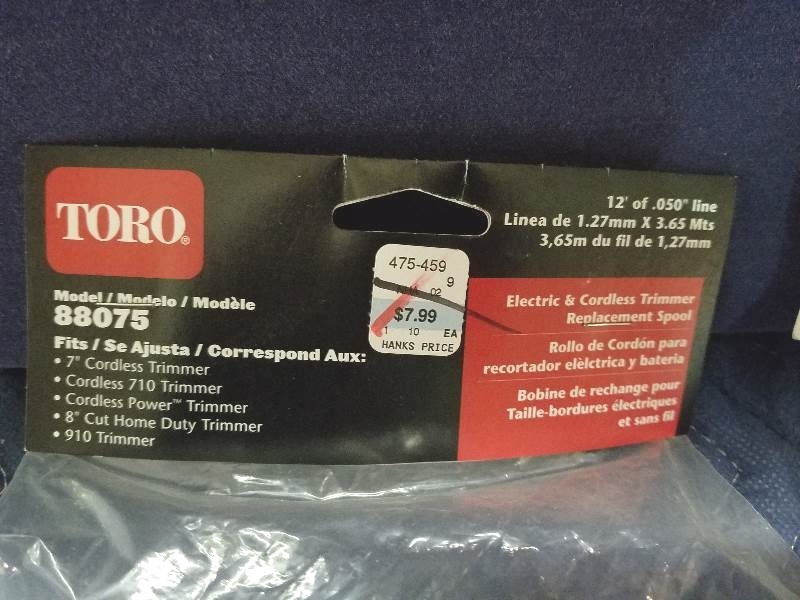 TORO®
Model / Modelo / Modèle
88075
Fits / Se Ajusta / Correspond Aux:
• 7" Cordless Trimmer
• Cordless 710 Trimmer
• Cordless Power™ Trimmer
• 8" Cut Home Duty Trimmer
• 910 Trimmer
475-459
9
02
$7.99
1 10 EA
HANKS PRICE
12' of .050" line
Linea de 1.27mm X 3.65 Mts
3,65m du fil de 1,27mm
Electric & Cordless Trimmer
Replacement Spool
Rollo de Cordón para
recortador elèlctrica y bateria
Bobine de rechange pour
Taille-bordures électriques
et sans fil